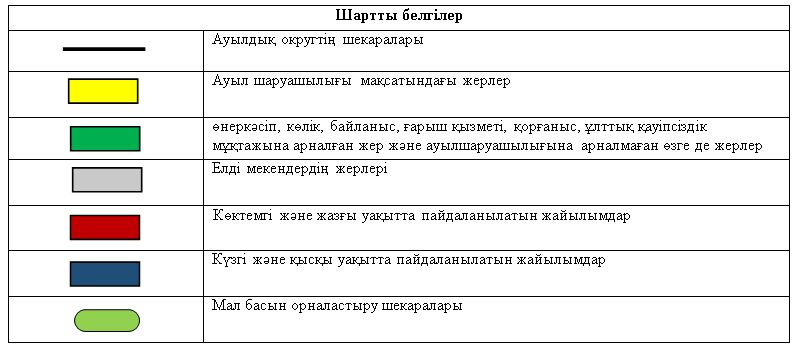 Шартты белгілер
Ауылдық округтің шекаралары
Ауыл шаруашылығы мақсатындағы жерлер
өнеркәсіп, көлік, байланыс, ғарыш қызметі, қорғаныс, ұлттық қауіпсіздік
мұқтажына арналған жер және ауылшаруашылығына арналмаған өзге де жерлер
Елді мекендердің жерлері
Көктемгі және жазғы уақытта пайдаланылатын жайылымдар
Күзгі және қысқы уақытта пайдаланылатын жайылымдар
Мал басын орналастыру шекаралары